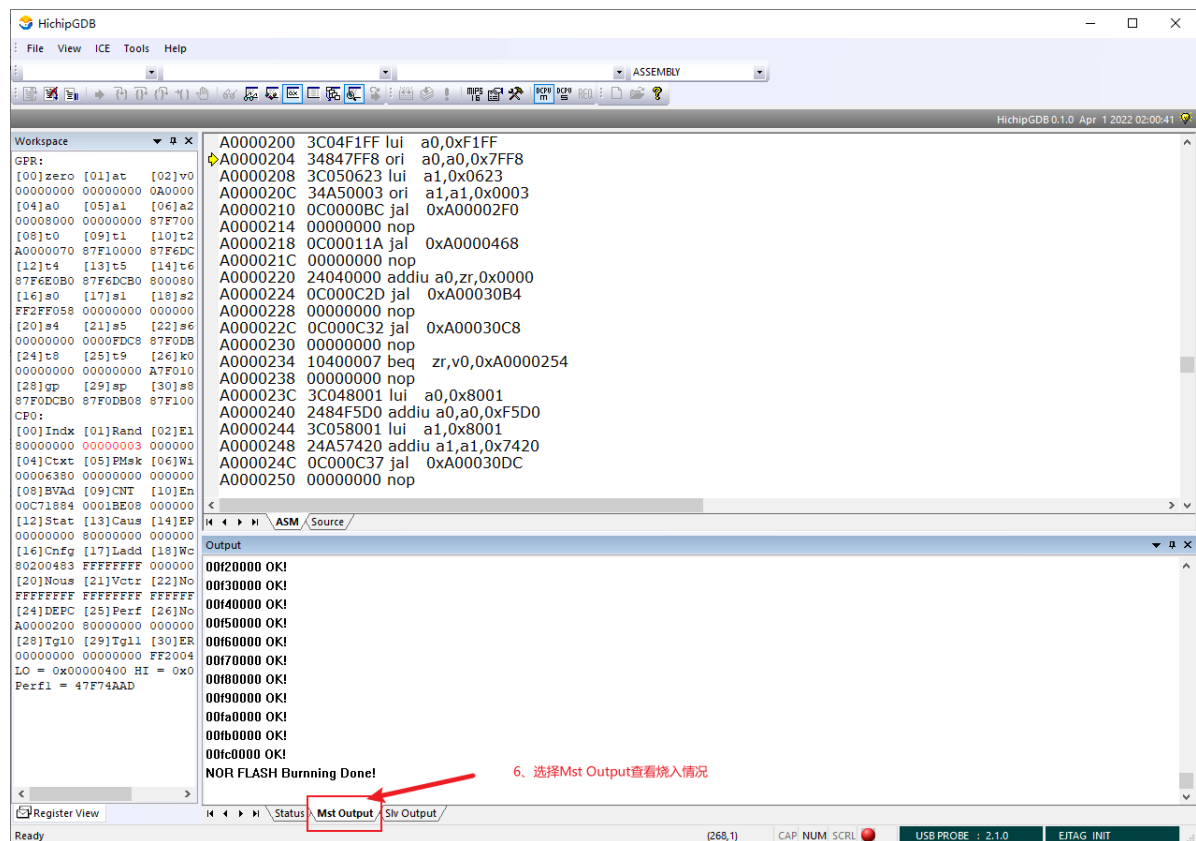 HichipGDB
File View ICE Tools Help
ASSEMBLY
HichipGDB 0.1.0 Apr 1 2022 02:00:41
Workspace
GPR:
[00]zero [01]at [02]v0
00000000 00000000 0A0000
[04]a0 [05]a1 [06]a2
00008000 00000000 87F700
[08]t0 [09]t1 [10]t2
A0000070 87F10000 87F6DC
[12]t4 [13]t5 [14]t6
87F6E0B0 87F6DCB0 800080
[16]s0 [17]s1 [18]s2
FF2FF058 00000000 000000
[20]s4 [21]s5 [22]s6
00000000 0000FDC8 87F0DB
[24]t8 [25]t9 [26]k0
00000000 00000000 A7F010
[28]gp [29]sp [30]s8
87F0DCB0 87F0DB08 87F100
CP0:
[00]Indx [01]Rand [02]El
80000000 00000003 000000
[04]Ctxt [05]PMsk [06]Wi
00006380 00000000 000000
[08]BVAd [09]CNT [10]En
00C71884 0001BE08 000000
[12]Stat [13]Caus [14]EP
00000000 80000000 000000
[16]Cnfg [17]Ladd [18]Wc
80200483 FFFFFFFF 000000
[20]Nous [21]Vctr [22]No
FFFFFFFF FFFFFFFF FFFFFF
[24]DEPC [25]Perf [26]No
A0000200 80000000 000000
[28]Tgl0 [29]Tgl1 [30]ER
00000000 00000000 FF2004
LO = 0x00000400 HI = 0x0
Perf1 = 47F74AAD
Register View
A0000200 3C04F1FF lui a0,0xF1FF
A0000204 34847FF8 ori a0,a0,0x7FF8
A0000208 3C050623 lui a1,0x0623
A000020C 34A50003 ori a1,a1,0x0003
A0000210 0C0000BC jal 0xA00002F0
A0000214 00000000 nop
A0000218 0C00011A jal 0xA0000468
A000021C 00000000 nop
A0000220 24040000 addiu a0,zr,0x0000
A0000224 0C000C2D jal 0xA00030B4
A0000228 00000000 nop
A000022C 0C000C32 jal 0xA00030C8
A0000230 00000000 nop
A0000234 10400007 beq zr,v0,0xA0000254
A0000238 00000000 nop
A000023C 3C048001 lui a0,0x8001
A0000240 2484F5D0 addiu a0,a0,0xF5D0
A0000244 3C058001 lui a1,0x8001
A0000248 24A57420 addiu a1,a1,0x7420
A000024C 0C000C37 jal 0xA00030DC
A0000250 00000000 nop
ASM Source
Output
00f20000 OK!
00f30000 OK!
00f40000 OK!
00f50000 OK!
00f60000 OK!
00f70000 OK!
00f80000 OK!
00f90000 OK!
00fa0000 OK!
00fb0000 OK!
00fc0000 OK!
NOR FLASH Burnning Done!
6、选择Mst Output查看烧入情况
Status Mst Output Slv Output
Ready (268,1) CAP NUM SCRL USB PROBE : 2.1.0 EJTAG INIT